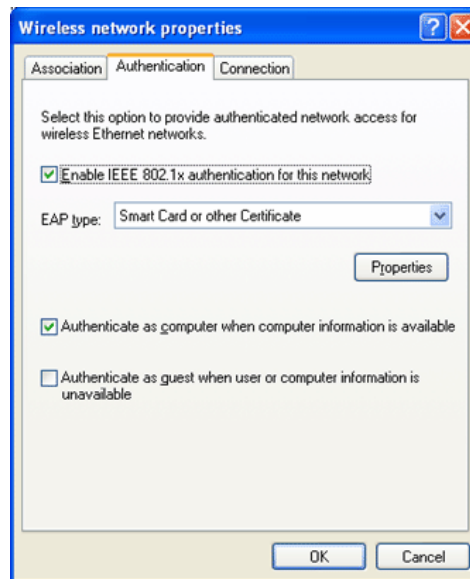 Wireless network properties
Association Authentication Connection
Select this option to provide authenticated network access for
wireless Ethernet networks.
Enable IEEE 802.1x authentication for this network
EAP type: Smart Card or other Certificate
Properties
Authenticate as computer when computer information is available
Authenticate as guest when user or computer information is
unavailable
OK Cancel